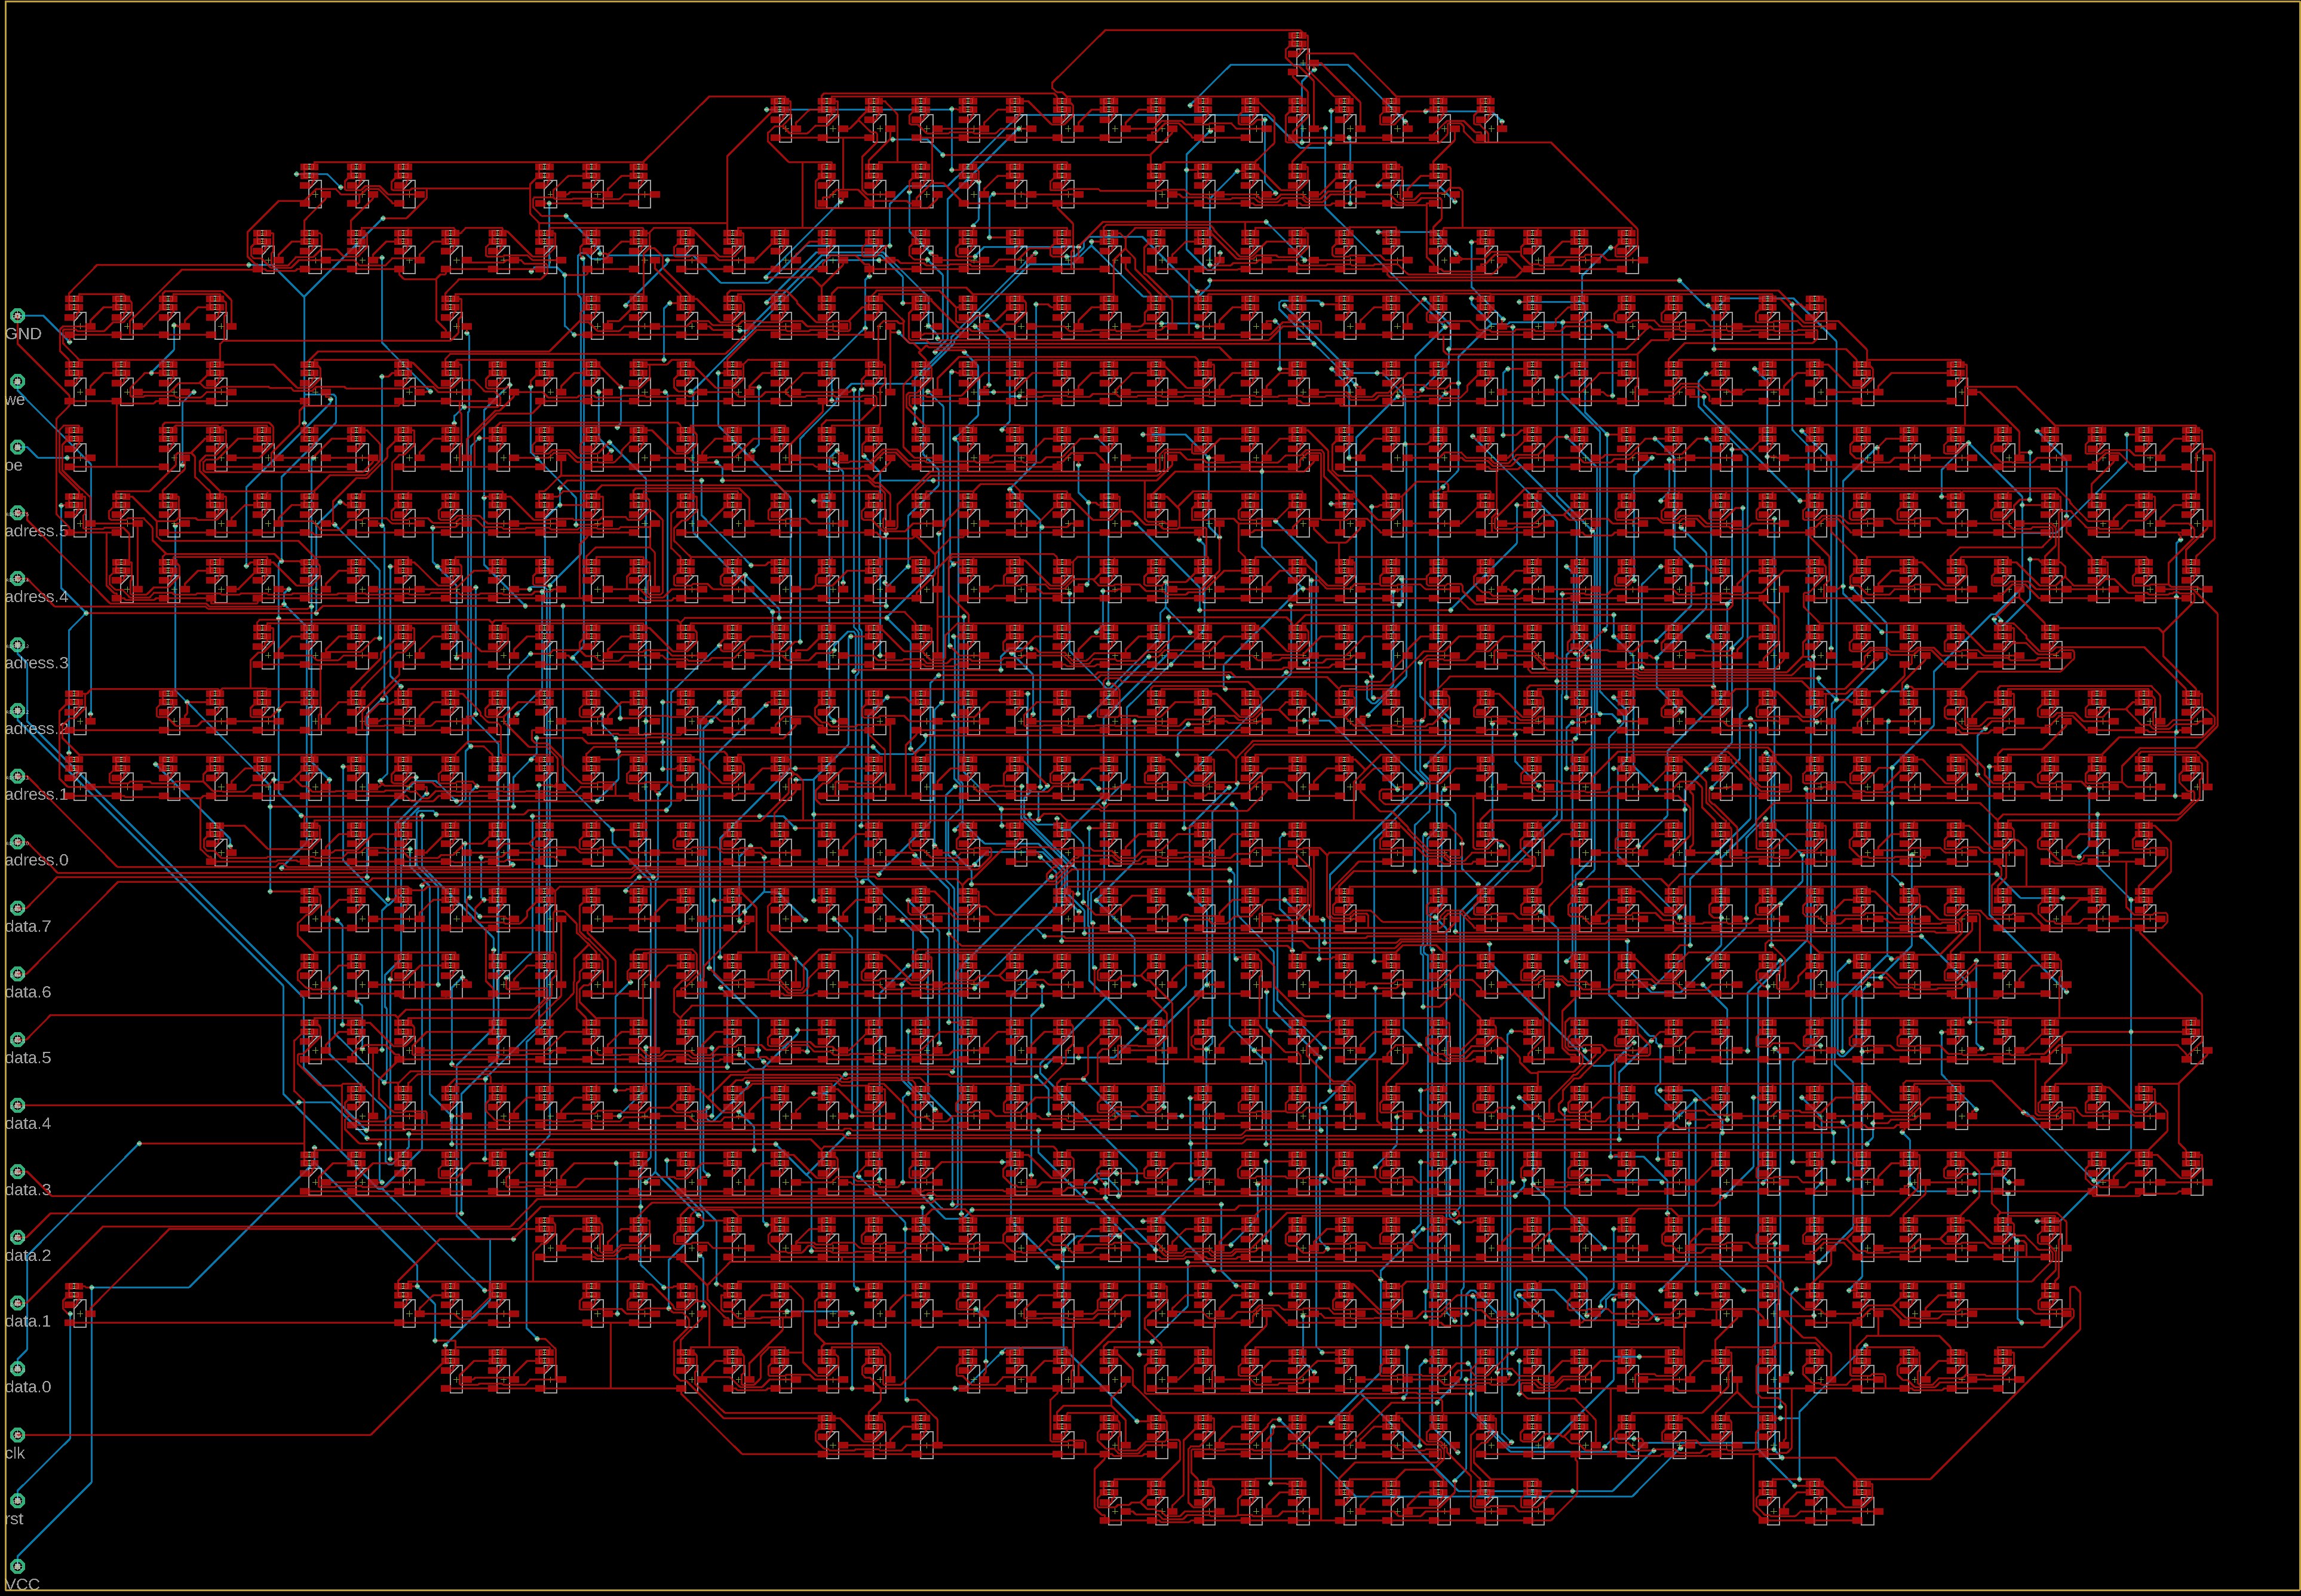 GND
we
oe
adress.5
adress.4
adress.3
adress.2
adress.1
adress.0
data.7
data.6
data.5
data.4
data.3
data.2
data.1
data.0
clk
rst
VCC